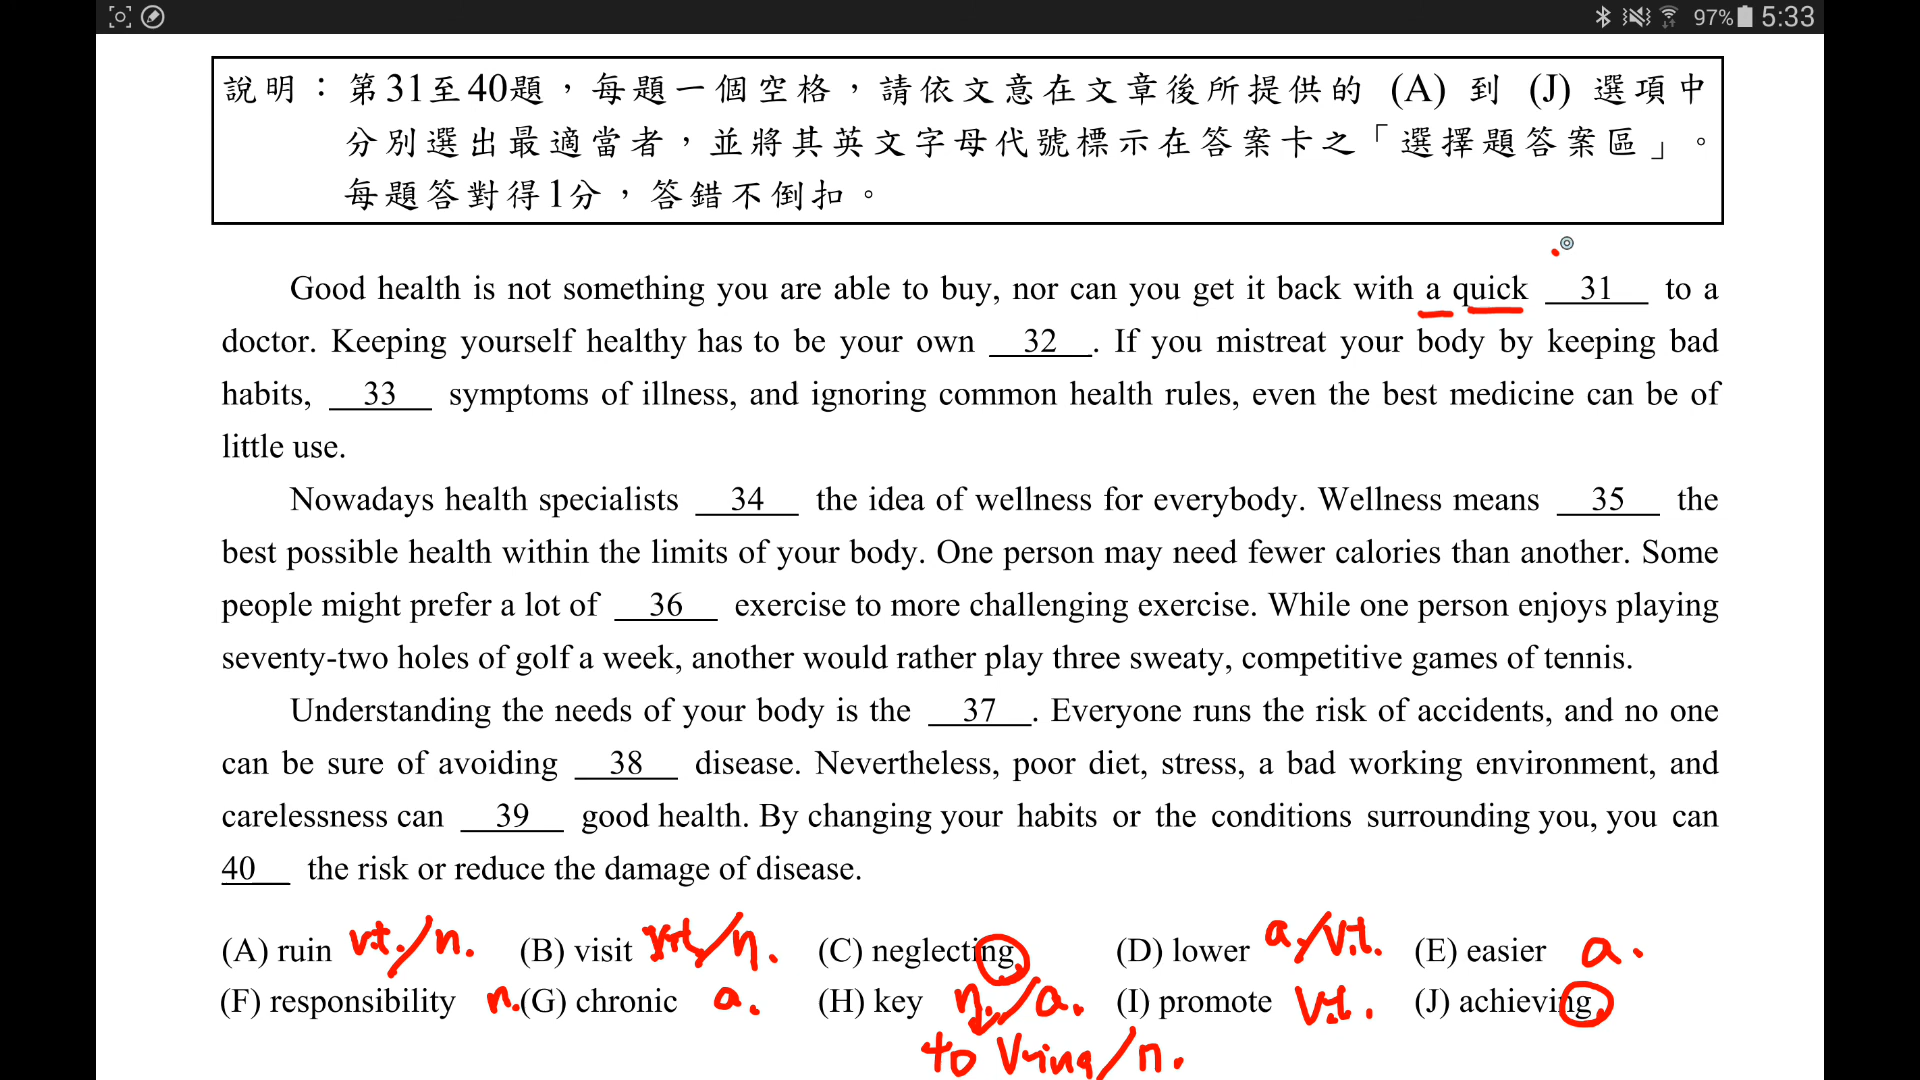 97% 5:33
說明：第31至40題，每題一個空格，請依文意在文章後所提供的 (A) 到 (J) 選項中
分別選出最適當者，並將其英文字母代號標示在答案卡之「選擇題答案區」。
每題答對得1分，答錯不倒扣。
Good health is not something you are able to buy, nor can you get it back with a quick 31 to a
doctor. Keeping yourself healthy has to be your own 32. If you mistreat your body by keeping bad
habits, 33 symptoms of illness, and ignoring common health rules, even the best medicine can be of
little use.
Nowadays health specialists 34 the idea of wellness for everybody. Wellness means 35 the
best possible health within the limits of your body. One person may need fewer calories than another. Some
people might prefer a lot of 36 exercise to more challenging exercise. While one person enjoys playing
seventy-two holes of golf a week, another would rather play three sweaty, competitive games of tennis.
Understanding the needs of your body is the 37. Everyone runs the risk of accidents, and no one
can be sure of avoiding 38 disease. Nevertheless, poor diet, stress, a bad working environment, and
carelessness can 39 good health. By changing your habits or the conditions surrounding you, you can
40 the risk or reduce the damage of disease.
(A) ruin vt./n. (B) visit vt/n. (C) neglecting (D) lower a./vt. (E) easier a.
(F) responsibility n. (G) chronic a. (H) key n./a. (I) promote vt. (J) achieving
to Ving/n.